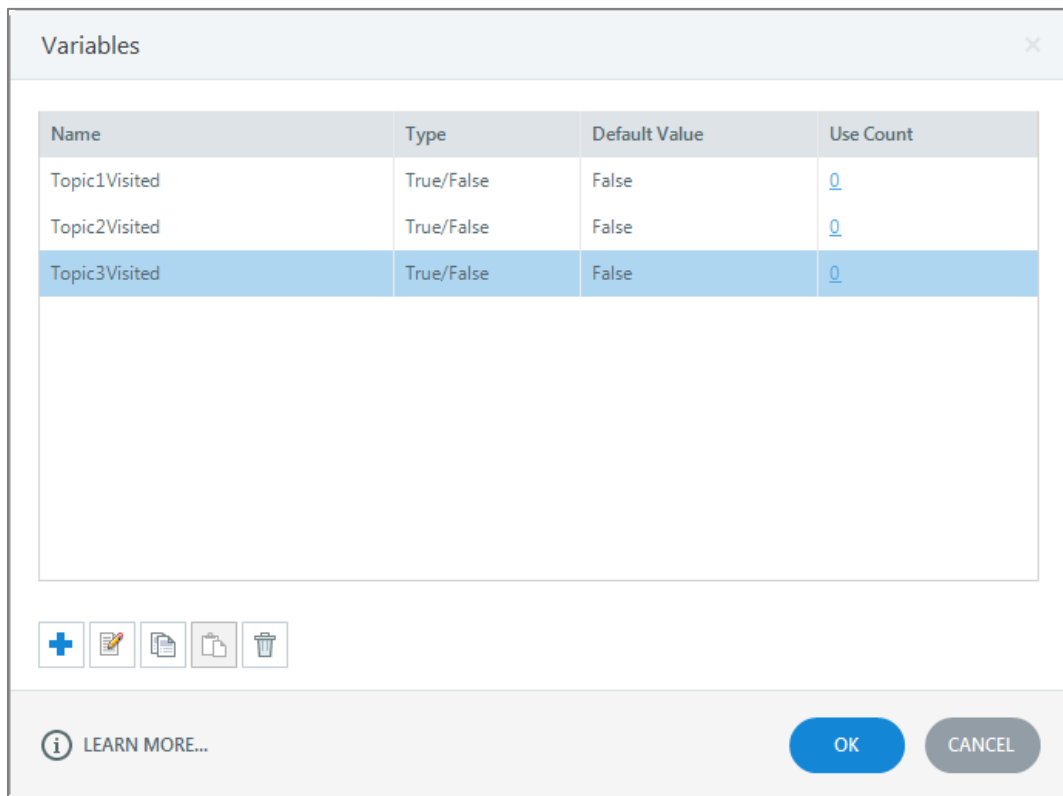 Variables
Name Type Default Value Use Count
Topic1Visited True/False False 0
Topic2Visited True/False False 0
Topic3Visited True/False False 0
LEARN MORE...
OK CANCEL